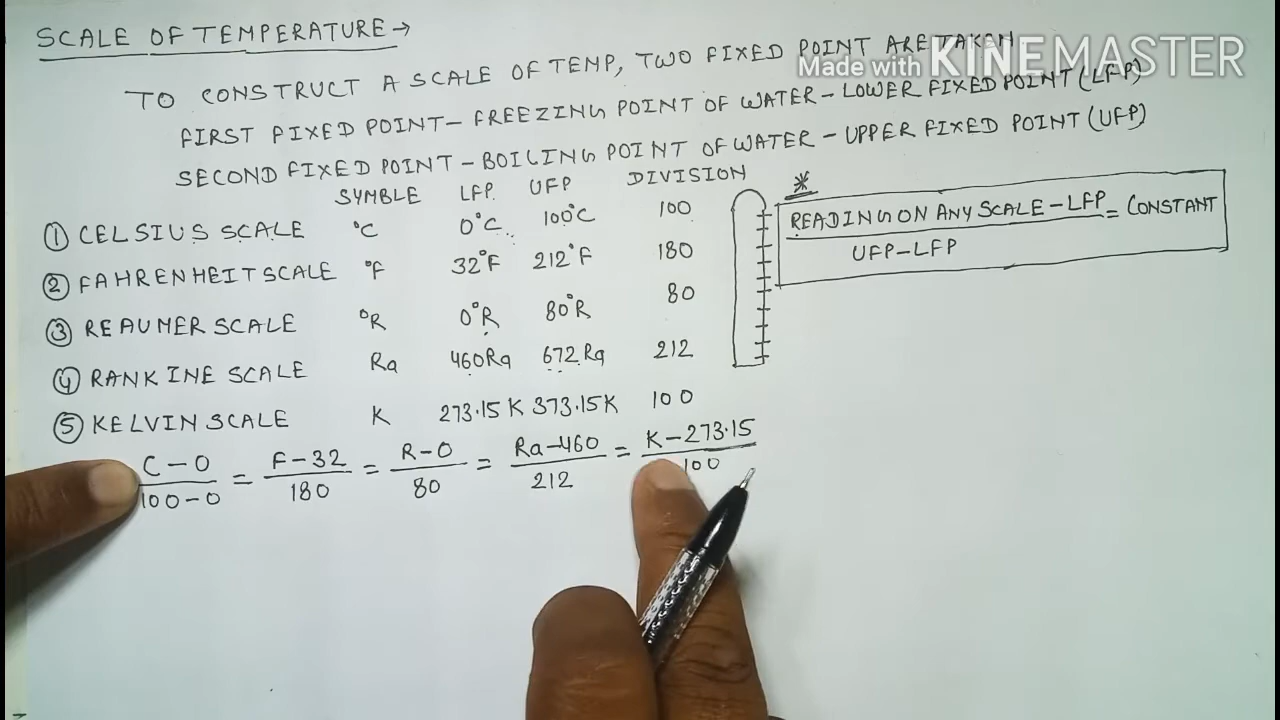 SCALE OF TEMPERATURE→
Made with KINEMASTER
TO CONSTRUCT A SCALE OF TEMP, TWO FIXED POINT ARE TAKEN
FIRST FIXED POINT- FREEZING POINT OF WATER-LOWER FIXED POINT (LFP)
SECOND FIXED POINT-BOILING POINT OF WATER-UPPER FIXED POINT (UFP)
SYMBLE LFP. UFP DIVISION
① CELSIUS SCALE °C 0°C 100°C 100
② FAHRENHEIT SCALE °F 32°F 212°F 180
③ REAUMER SCALE °R 0°R 80°R 80
④ RANKINE SCALE Ra 460Ra 672Ra 212
⑤ KELVIN SCALE K 273.15K 373.15K 100
*
READING ON ANY SCALE-LFP = CONSTANT
UFP-LFP
C-0 = F-32 = R-0 = Ra-460 = K-273.15
100-0 180 80 212 100